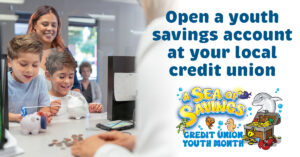 Open a youth
savings account
at your local
credit union
A SEA OF
SAVINGS
CREDIT UNION
YOUTH MONTH